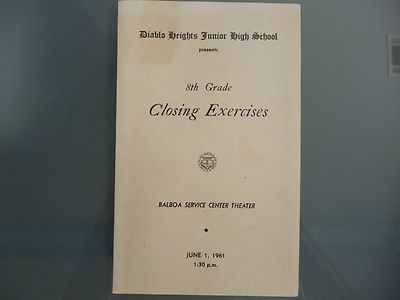 Diablo Heights Junior High School
presents
8th Grade
Closing Exercises
BALBOA SERVICE CENTER THEATER
JUNE 1, 1961
1:30 p.m.